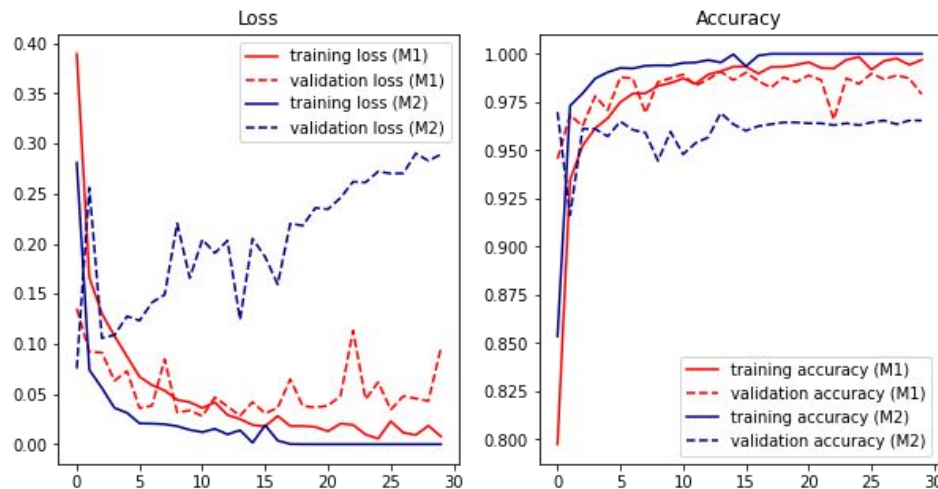 Loss
0.40
0.35
0.30
0.25
0.20
0.15
0.10
0.05
0.00
0 5 10 15 20 25 30
training loss (M1)
validation loss (M1)
training loss (M2)
validation loss (M2)
Accuracy
1.000
0.975
0.950
0.925
0.900
0.875
0.850
0.825
0.800
0 5 10 15 20 25 30
training accuracy (M1)
validation accuracy (M1)
training accuracy (M2)
validation accuracy (M2)